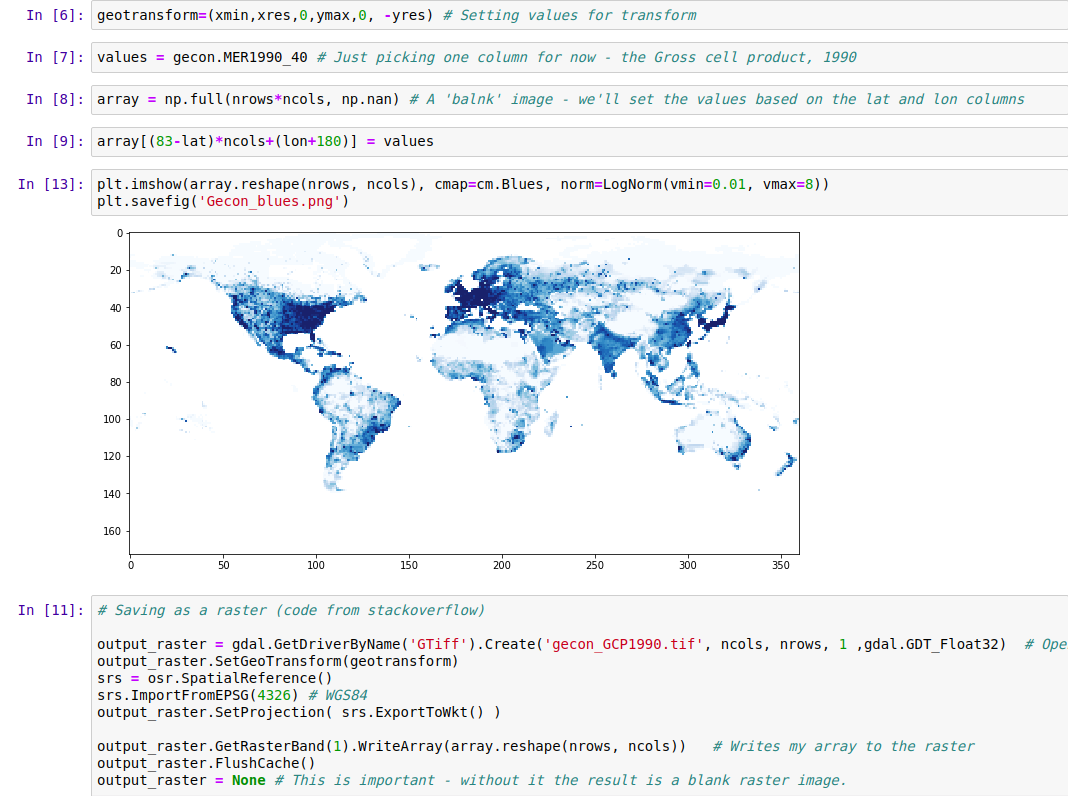 In [6]: geotransform=(xmin,xres,0,ymax,0, -yres) # Setting values for transform
In [7]: values = gecon.MER1990_40 # Just picking one column for now - the Gross cell product, 1990
In [8]: array = np.full(nrows*ncols, np.nan) # A 'balnk' image - we'll set the values based on the lat and lon columns
In [9]: array[(83-lat)*ncols+(lon+180)] = values
In [13]: plt.imshow(array.reshape(nrows, ncols), cmap=cm.Blues, norm=LogNorm(vmin=0.01, vmax=8))
plt.savefig('Gecon_blues.png')
0
20
40
60
80
100
120
140
160
0 50 100 150 200 250 300 350
In [11]: # Saving as a raster (code from stackoverflow)
output_raster = gdal.GetDriverByName('GTiff').Create('gecon_GCP1990.tif', ncols, nrows, 1 ,gdal.GDT_Float32) # Ope
output_raster.SetGeoTransform(geotransform)
srs = osr.SpatialReference()
srs.ImportFromEPSG(4326) # WGS84
output_raster.SetProjection( srs.ExportToWkt() )
output_raster.GetRasterBand(1).WriteArray(array.reshape(nrows, ncols)) # Writes my array to the raster
output_raster.FlushCache()
output_raster = None # This is important - without it the result is a blank raster image.